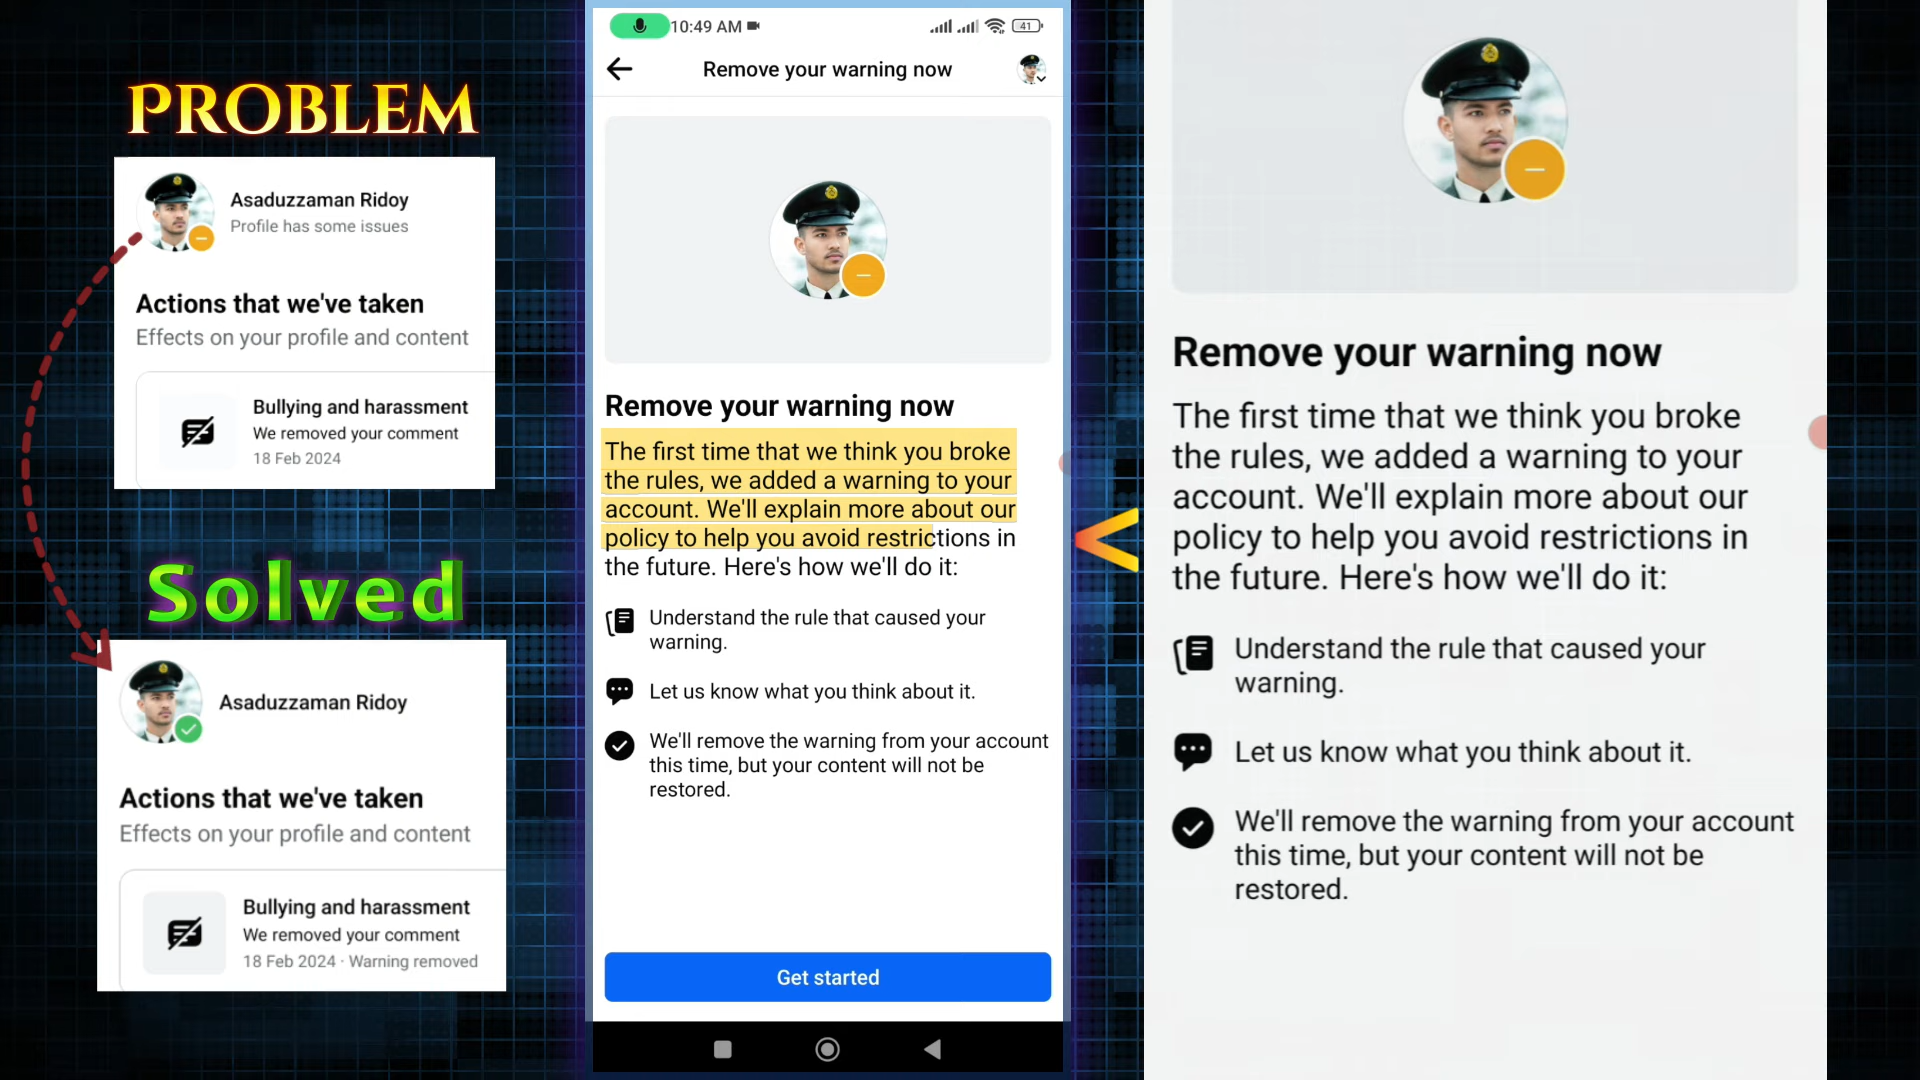 PROBLEM
Asaduzzaman Ridoy
Profile has some issues
Actions that we've taken
Effects on your profile and content
Bullying and harassment
We removed your comment
18 Feb 2024
Solved
Asaduzzaman Ridoy
Actions that we've taken
Effects on your profile and content
Bullying and harassment
We removed your comment
18 Feb 2024 · Warning removed
10:49 AM
41
Remove your warning now
Remove your warning now
The first time that we think you broke
the rules, we added a warning to your
account. We'll explain more about our
policy to help you avoid restrictions in
the future. Here's how we'll do it:
Understand the rule that caused your
warning.
Let us know what you think about it.
We'll remove the warning from your account
this time, but your content will not be
restored.
Get started
<
Remove your warning now
The first time that we think you broke
the rules, we added a warning to your
account. We'll explain more about our
policy to help you avoid restrictions in
the future. Here's how we'll do it:
Understand the rule that caused your
warning.
Let us know what you think about it.
We'll remove the warning from your account
this time, but your content will not be
restored.